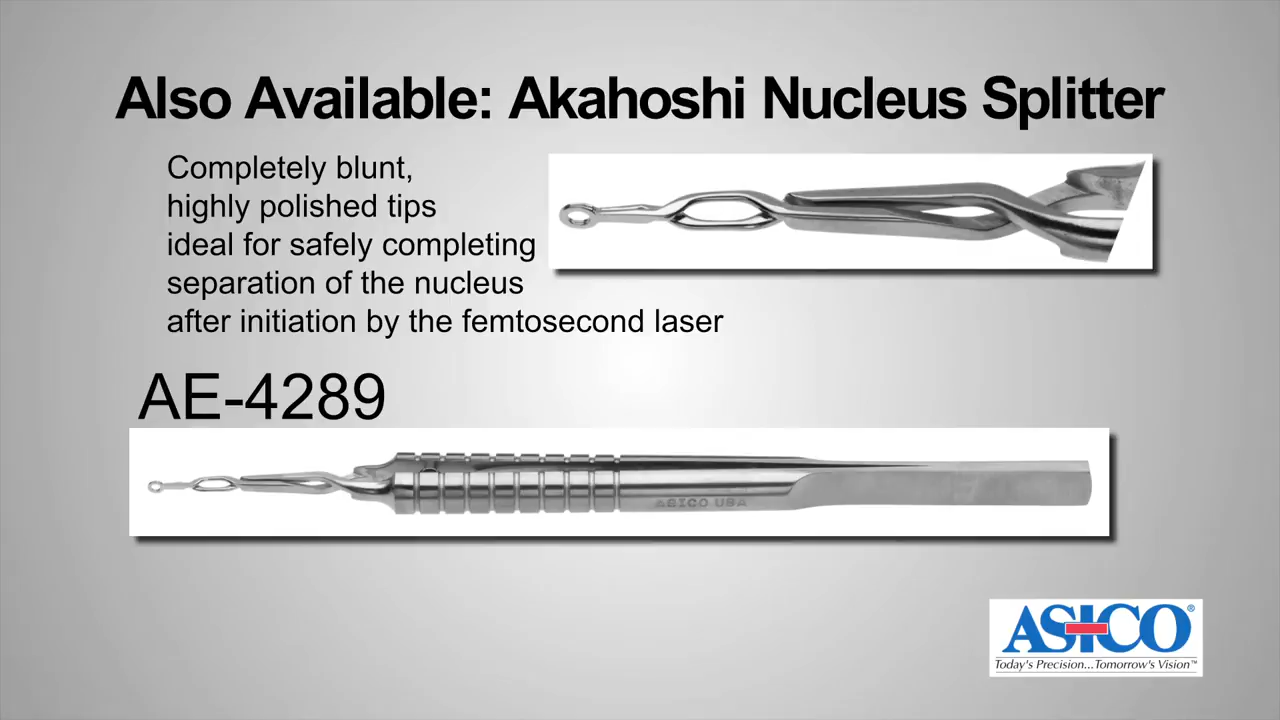 Also Available: Akahoshi Nucleus Splitter
Completely blunt,
highly polished tips
ideal for safely completing
separation of the nucleus
after initiation by the femtosecond laser
AE-4289
ASICO USA
ASICO®
Today's Precision...Tomorrow's Vision™